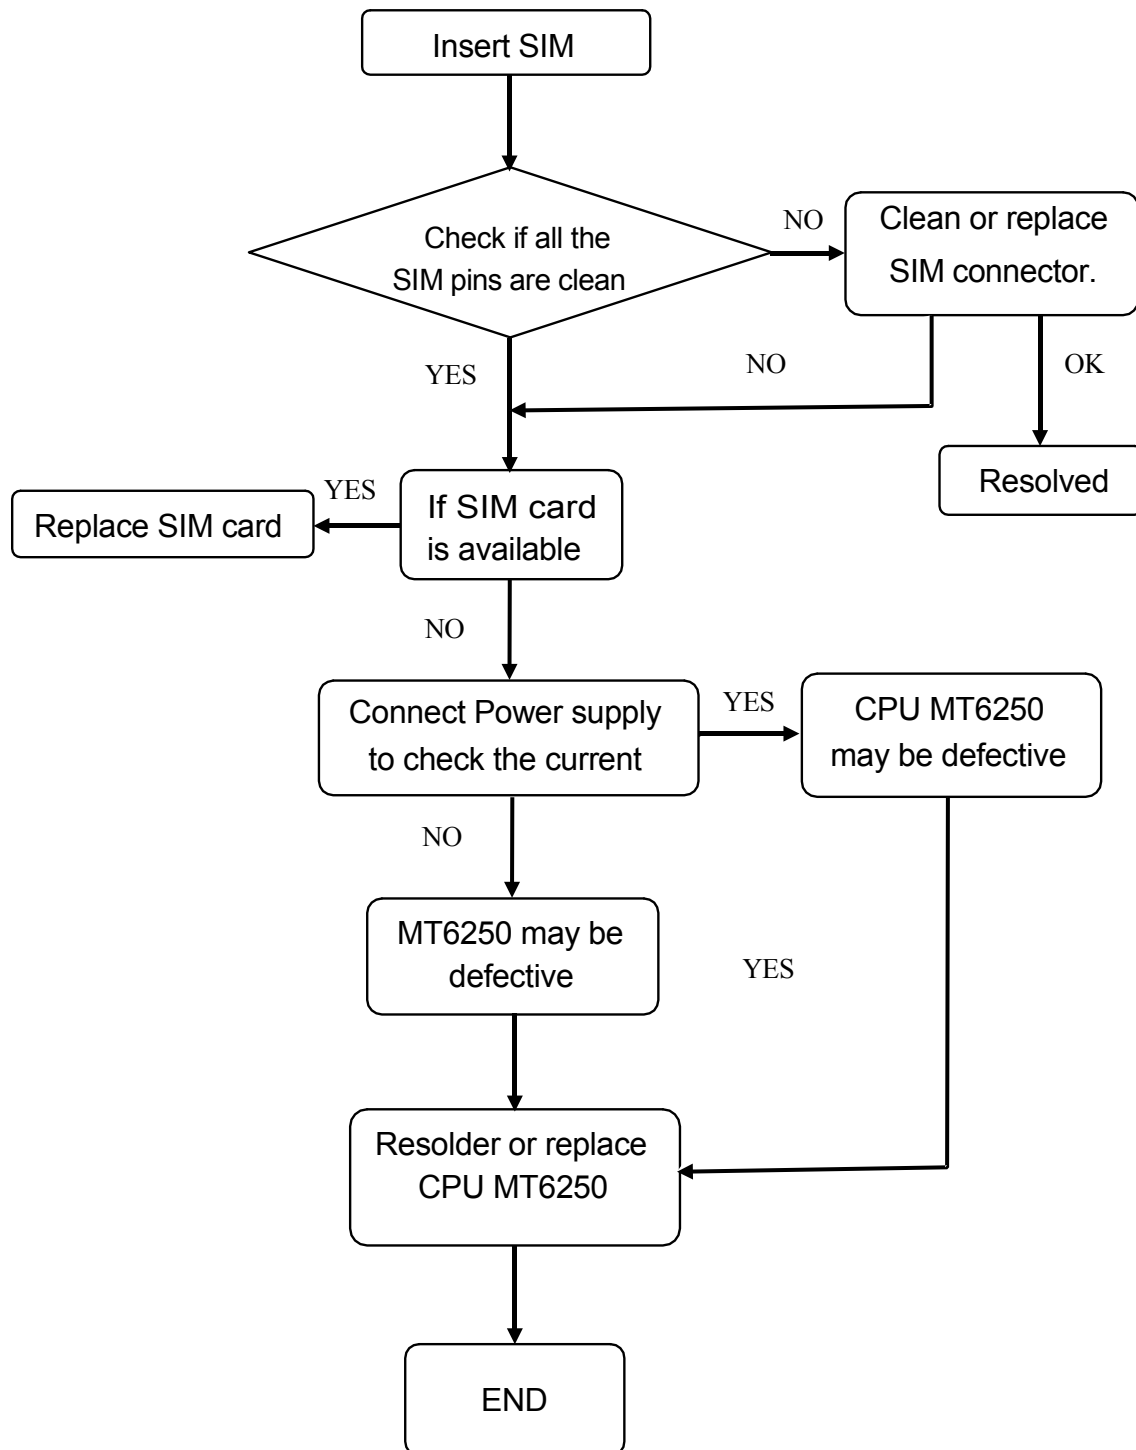 Insert SIM
Check if all the
SIM pins are clean
NO
Clean or replace
SIM connector.
YES
NO
OK
Resolved
YES
Replace SIM card
If SIM card
is available
NO
Connect Power supply
to check the current
YES
CPU MT6250
may be defective
NO
MT6250 may be
defective
YES
Resolder or replace
CPU MT6250
END